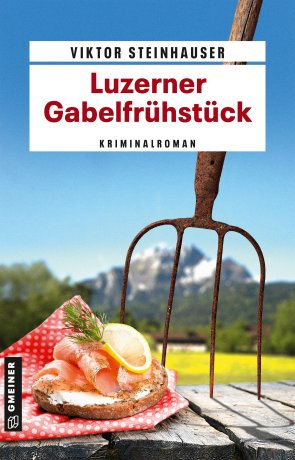 VIKTOR STEINHAUSER
Luzerner
Gabelfrühstück
KRIMINALROMAN
GMEINER